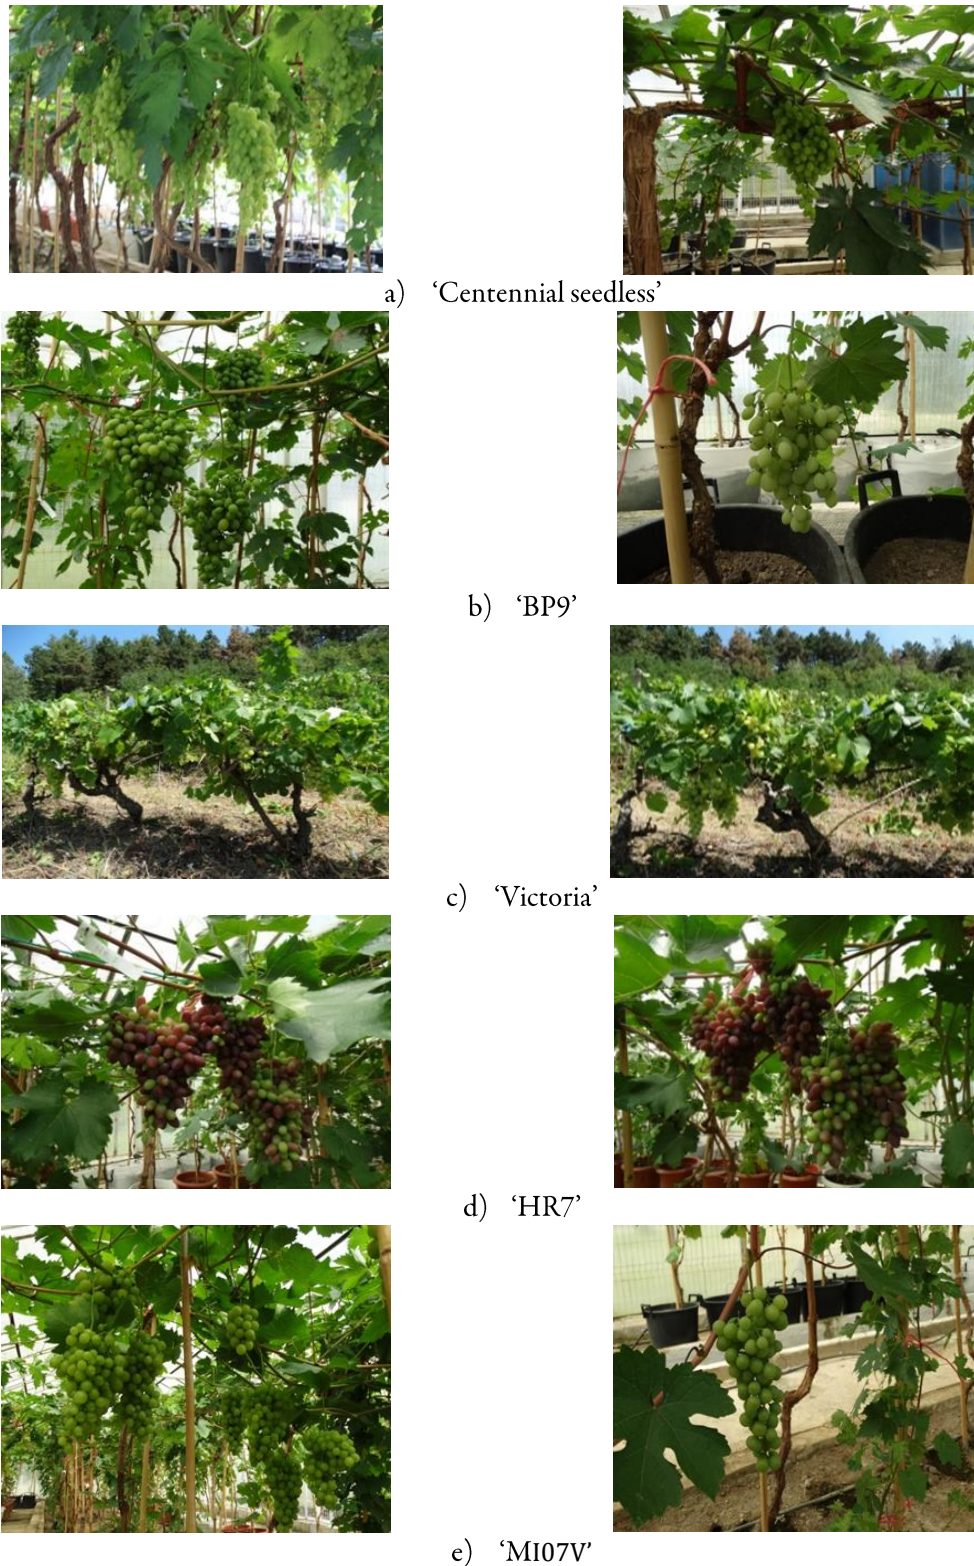 a) ‘Centennial seedless’
b) ‘BP9’
c) ‘Victoria’
d) ‘HR7’
e) ‘MI07V’